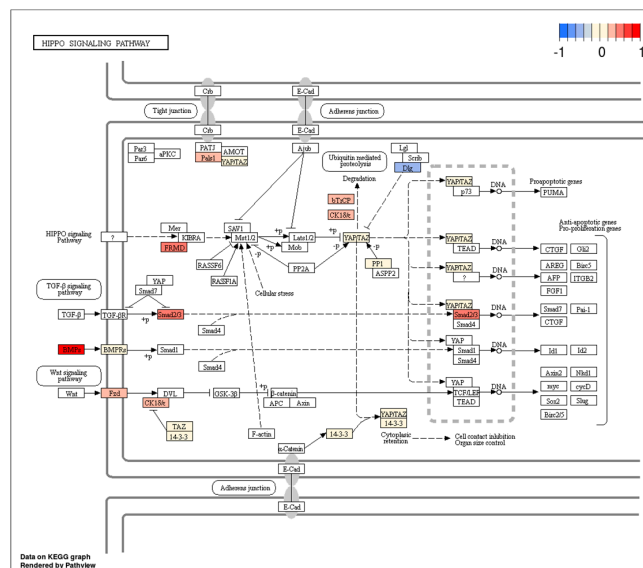 HIPPO SIGNALING PATHWAY
-1 0 1
Crb
E-Cad
Tight junction
Adherens junction
Crb
E-Cad
Par3
aPKC
Par6
PATJ
Pals1
AMOT
YAP/TAZ
Ajub
Ubiquitin mediated
proteolysis
Lgl
Scrib
Dlg
Degradation
DNA
YAP/TAZ
p73
Proapoptotic genes
PUMA
bTrCP
CK1δ/ε
Anti-apoptotic genes
Pro-proliferation genes
HIPPO signaling
Pathway
?
Mer
KIBRA
FRMD
SAV1
Mst1/2
+p
+p
Lats1/2
Mob
+p
-p
YAP/TAZ
-p
PP2A
PP1
ASPP2
RASSF6
RASSF1A
Cellular stress
YAP/TAZ
TEAD
DNA
CTGF
Gli2
YAP/TAZ
?
DNA
AREG
Birc5
AFP
ITGB2
FGF1
TGF-β signaling
pathway
YAP
Smad7
TGF-β
TGF-βR
+p
Smad2/3
Smad4
YAP/TAZ
Smad2/3
Smad4
DNA
Smad7
Pai-1
CTGF
BMPs
BMPRs
+p
Smad1
Smad4
YAP
Smad1
Smad4
DNA
Id1
Id2
Wnt signaling
pathway
Wnt
Fzd
DVL
CK1δ/ε
GSK-3β
+p
β-catenin
APC
Axin
YAP
TCF/LEF
TEAD
DNA
Axin2
Nkd1
myc
cycD
Sox2
Slug
Birc2/5
TAZ
14-3-3
F-actin
α-Catenin
14-3-3
YAP/TAZ
14-3-3
Cytoplasmic
retention
Cell contact inhibition
Organ size control
E-Cad
Adherens junction
E-Cad
Data on KEGG graph
Rendered by Pathview